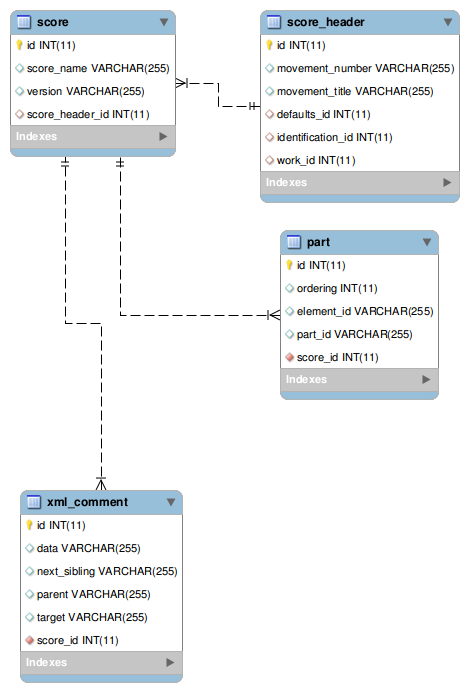 score
id INT(11)
score_name VARCHAR(255)
version VARCHAR(255)
score_header_id INT(11)
Indexes
score_header
id INT(11)
movement_number VARCHAR(255)
movement_title VARCHAR(255)
defaults_id INT(11)
identification_id INT(11)
work_id INT(11)
Indexes
part
id INT(11)
ordering INT(11)
element_id VARCHAR(255)
part_id VARCHAR(255)
score_id INT(11)
Indexes
xml_comment
id INT(11)
data VARCHAR(255)
next_sibling VARCHAR(255)
parent VARCHAR(255)
target VARCHAR(255)
score_id INT(11)
Indexes